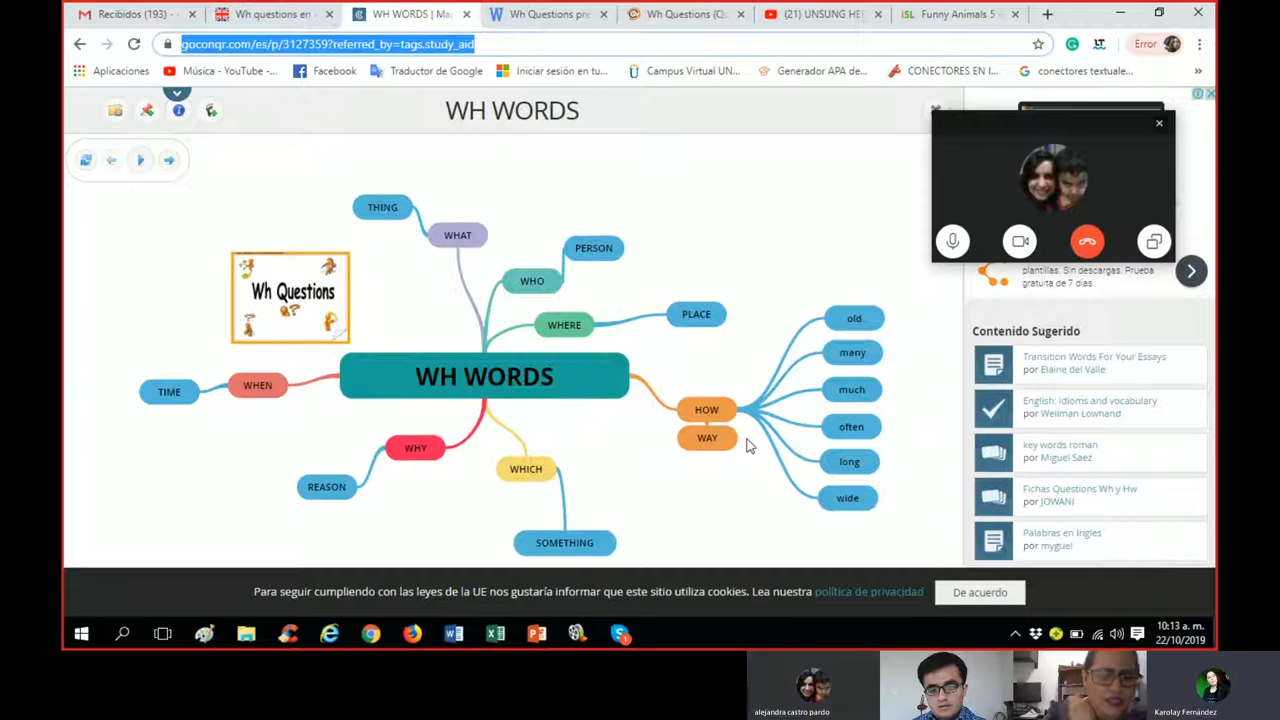 Recibidos (193) -
Wh questions en
WH WORDS | Ma
Wh Questions pre
Wh Questions (Qu
(21) UNSUNG HE
Funny Animals 5
goconqr.com/es/p/3127359?referred_by=tags.study_aid
Error
Aplicaciones
Música - YouTube -...
Facebook
Traductor de Google
Iniciar sesión en tu...
Campus Virtual UN...
Generador APA de...
CONECTORES EN I...
conectores textuale...
WH WORDS
THING
WHAT
PERSON
WHO
Wh Questions
PLACE
WHERE
old
many
WH WORDS
WHEN
TIME
much
HOW
often
WAY
WHY
long
WHICH
REASON
wide
SOMETHING
plantillas. Sin descargas. Prueba
gratuita de 7 días.
Contenido Sugerido
Transition Words For Your Essays
por Elaine del Valle
English: idioms and vocabulary
por Weilman Lowhand
key words roman
por Miguel Saez
Fichas Questions Wh y Hw
por JOWANI
Palabras en Ingles
por myguel
Para seguir cumpliendo con las leyes de la UE nos gustaría informar que este sitio utiliza cookies. Lea nuestra política de privacidad
De acuerdo
10:13 a. m.
22/10/2019
alejandra castro pardo
Karolay Fernández